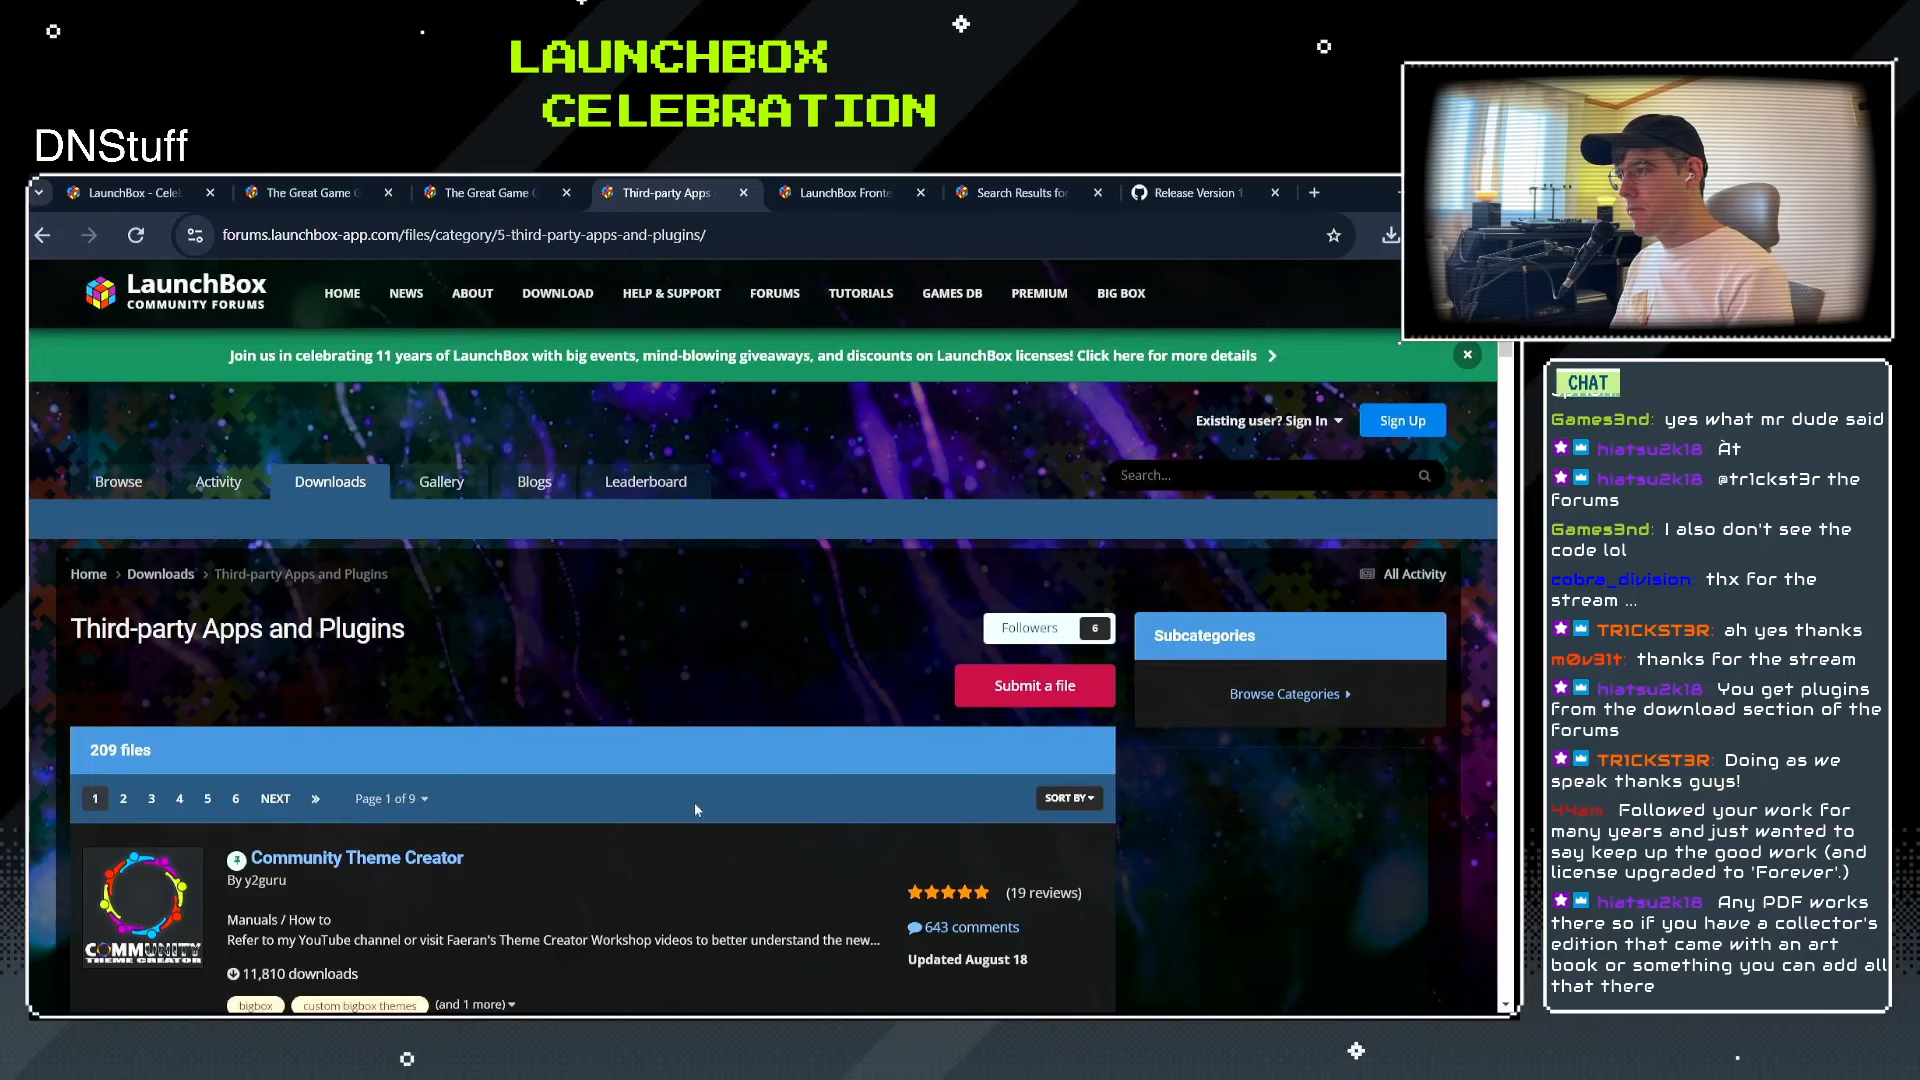 LAUNCHBOX
CELEBRATION
DNStuff
LaunchBox - Celel
The Great Game G
The Great Game G
Third-party Apps
LaunchBox Fronte
Search Results for
Release Version 1
forums.launchbox-app.com/files/category/5-third-party-apps-and-plugins/
LaunchBox
COMMUNITY FORUMS
HOME
NEWS
ABOUT
DOWNLOAD
HELP & SUPPORT
FORUMS
TUTORIALS
GAMES DB
PREMIUM
BIG BOX
Join us in celebrating 11 years of LaunchBox with big events, mind-blowing giveaways, and discounts on LaunchBox licenses! Click here for more details
Existing user? Sign In
Sign Up
Browse
Activity
Downloads
Gallery
Blogs
Leaderboard
Search...
Home
Downloads
Third-party Apps and Plugins
All Activity
Third-party Apps and Plugins
Followers 6
Submit a file
Subcategories
Browse Categories
209 files
1 2 3 4 5 6 NEXT
Page 1 of 9
SORT BY
Community Theme Creator
By y2guru
Manuals / How to
Refer to my YouTube channel or visit Faeran's Theme Creator Workshop videos to better understand the new...
11,810 downloads
bigbox
custom bigbox themes
(and 1 more)
(19 reviews)
643 comments
Updated August 18
COMMUNITY
THEME CREATOR
CHAT
Games3nd: yes what mr dude said
hiatsu2k18 Àt
hiatsu2k18 @tr1ckst3r the
forums
Games3nd: I also don't see the
code lol
cobra_division: thx for the
stream ...
TR1CKST3R: ah yes thanks
m0v31t: thanks for the stream
hiatsu2k18 You get plugins
from the download section of the
forums
TR1CKST3R: Doing as we
speak thanks guys!
44am Followed your work for
many years and just wanted to
say keep up the good work (and
license upgraded to 'Forever'.)
hiatsu2k18 Any PDF works
there so if you have a collector's
edition that came with an art
book or something you can add all
that there